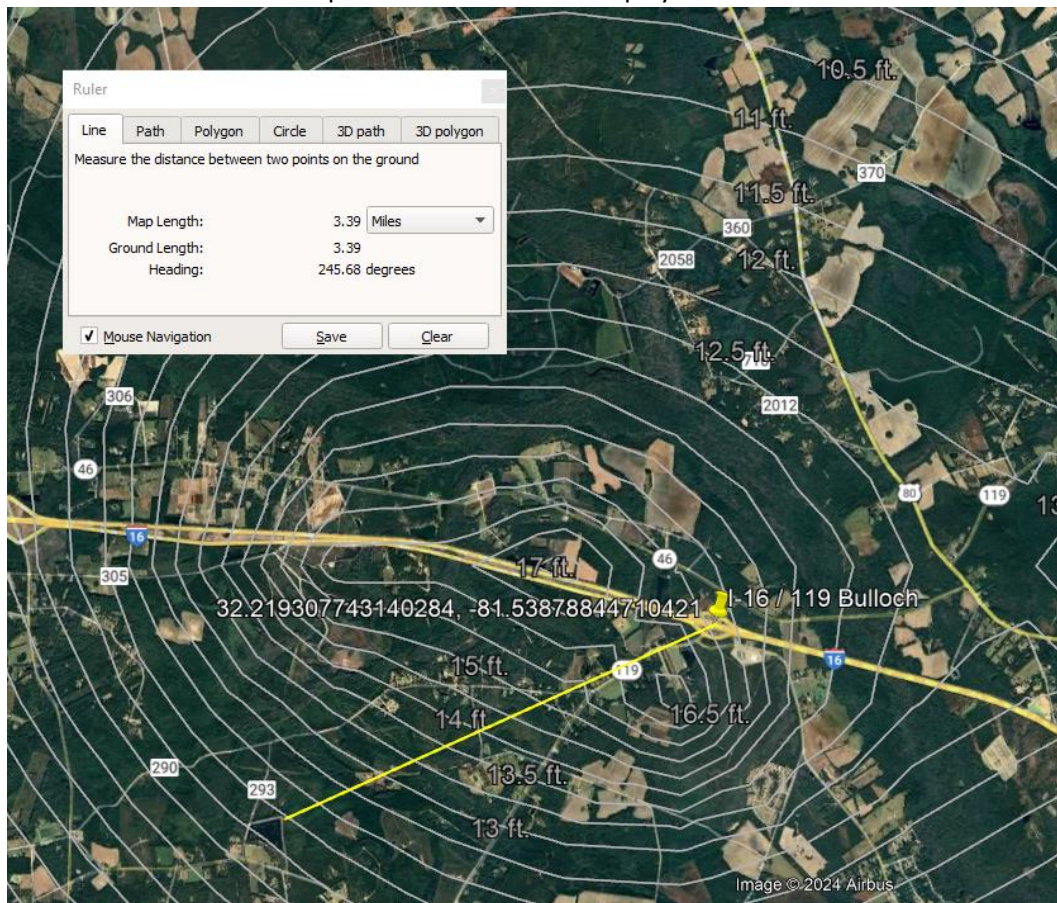 10.5 ft.
Ruler
Line Path Polygon Circle 3D path 3D polygon
Measure the distance between two points on the ground
Map Length: 3.39 Miles
Ground Length: 3.39
Heading: 245.68 degrees
Mouse Navigation Save Clear
11 ft.
370
11.5 ft.
360
2058
12 ft.
12.5 ft.
306
2012
46
80
119
16
17 ft.
46
305
32.219307743140284, -81.53878844710421
I-16 / 119 Bulloch
16
15 ft.
119
14 ft
16.5 ft.
290
13.5 ft.
293
13 ft.
Image © 2024 Airbus